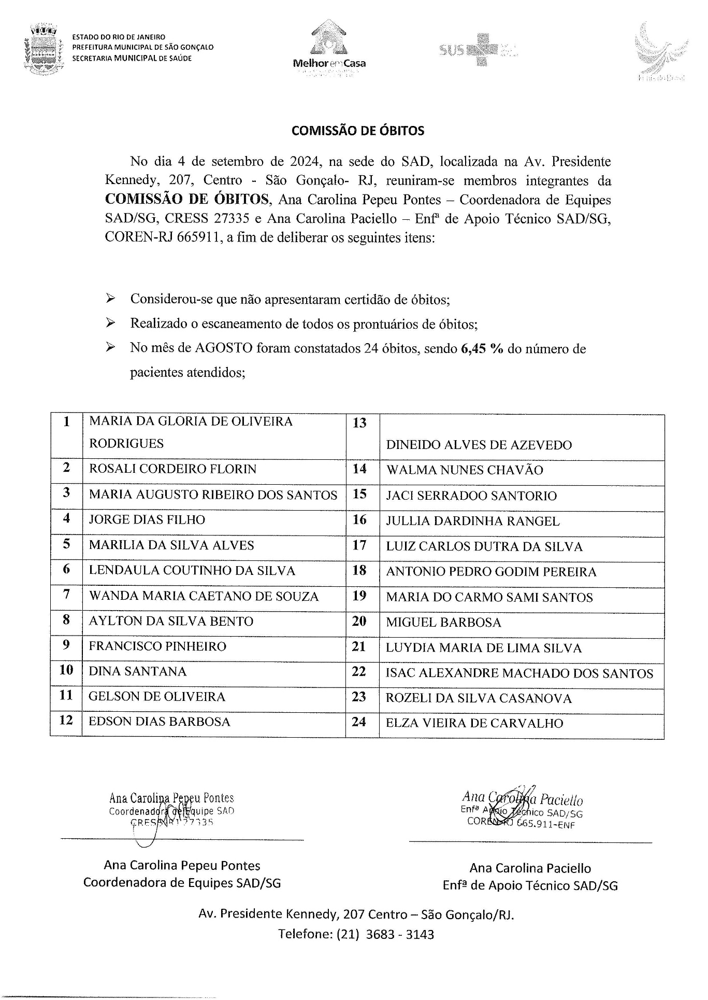 ESTADO DO RIO DE JANEIRO
PREFEITURA MUNICIPAL DE SÃO GONÇALO
SECRETARIA MUNICIPAL DE SAÚDE
Melhor em Casa
SUS
COMISSÃO DE ÓBITOS
No dia 4 de setembro de 2024, na sede do SAD, localizada na Av. Presidente
Kennedy, 207, Centro - São Gonçalo- RJ, reuniram-se membros integrantes da
COMISSÃO DE ÓBITOS, Ana Carolina Pepeu Pontes – Coordenadora de Equipes
SAD/SG, CRESS 27335 e Ana Carolina Paciello – Enfª de Apoio Técnico SAD/SG,
COREN-RJ 665911, a fim de deliberar os seguintes itens:
➢ Considerou-se que não apresentaram certidão de óbitos;
➢ Realizado o escaneamento de todos os prontuários de óbitos;
➢ No mês de AGOSTO foram constatados 24 óbitos, sendo 6,45 % do número de
pacientes atendidos;
1 MARIA DA GLORIA DE OLIVEIRA
RODRIGUES
13 DINEIDO ALVES DE AZEVEDO
2 ROSALI CORDEIRO FLORIN 14 WALMA NUNES CHAVÃO
3 MARIA AUGUSTO RIBEIRO DOS SANTOS 15 JACI SERRADOO SANTORIO
4 JORGE DIAS FILHO 16 JULLIA DARDINHA RANGEL
5 MARILIA DA SILVA ALVES 17 LUIZ CARLOS DUTRA DA SILVA
6 LENDAULA COUTINHO DA SILVA 18 ANTONIO PEDRO GODIM PEREIRA
7 WANDA MARIA CAETANO DE SOUZA 19 MARIA DO CARMO SAMI SANTOS
8 AYLTON DA SILVA BENTO 20 MIGUEL BARBOSA
9 FRANCISCO PINHEIRO 21 LUYDIA MARIA DE LIMA SILVA
10 DINA SANTANA 22 ISAC ALEXANDRE MACHADO DOS SANTOS
11 GELSON DE OLIVEIRA 23 ROZELI DA SILVA CASANOVA
12 EDSON DIAS BARBOSA 24 ELZA VIEIRA DE CARVALHO
Ana Carolina Pepeu Pontes
Coordenadora de Equipe SAD
27335
Ana Carolina Paciello
Enfª Apoio Técnico SAD/SG
COREN-RJ 665.911-ENF
Ana Carolina Pepeu Pontes
Coordenadora de Equipes SAD/SG
Ana Carolina Paciello
Enfª de Apoio Técnico SAD/SG
Av. Presidente Kennedy, 207 Centro – São Gonçalo/RJ.
Telefone: (21) 3683 - 3143